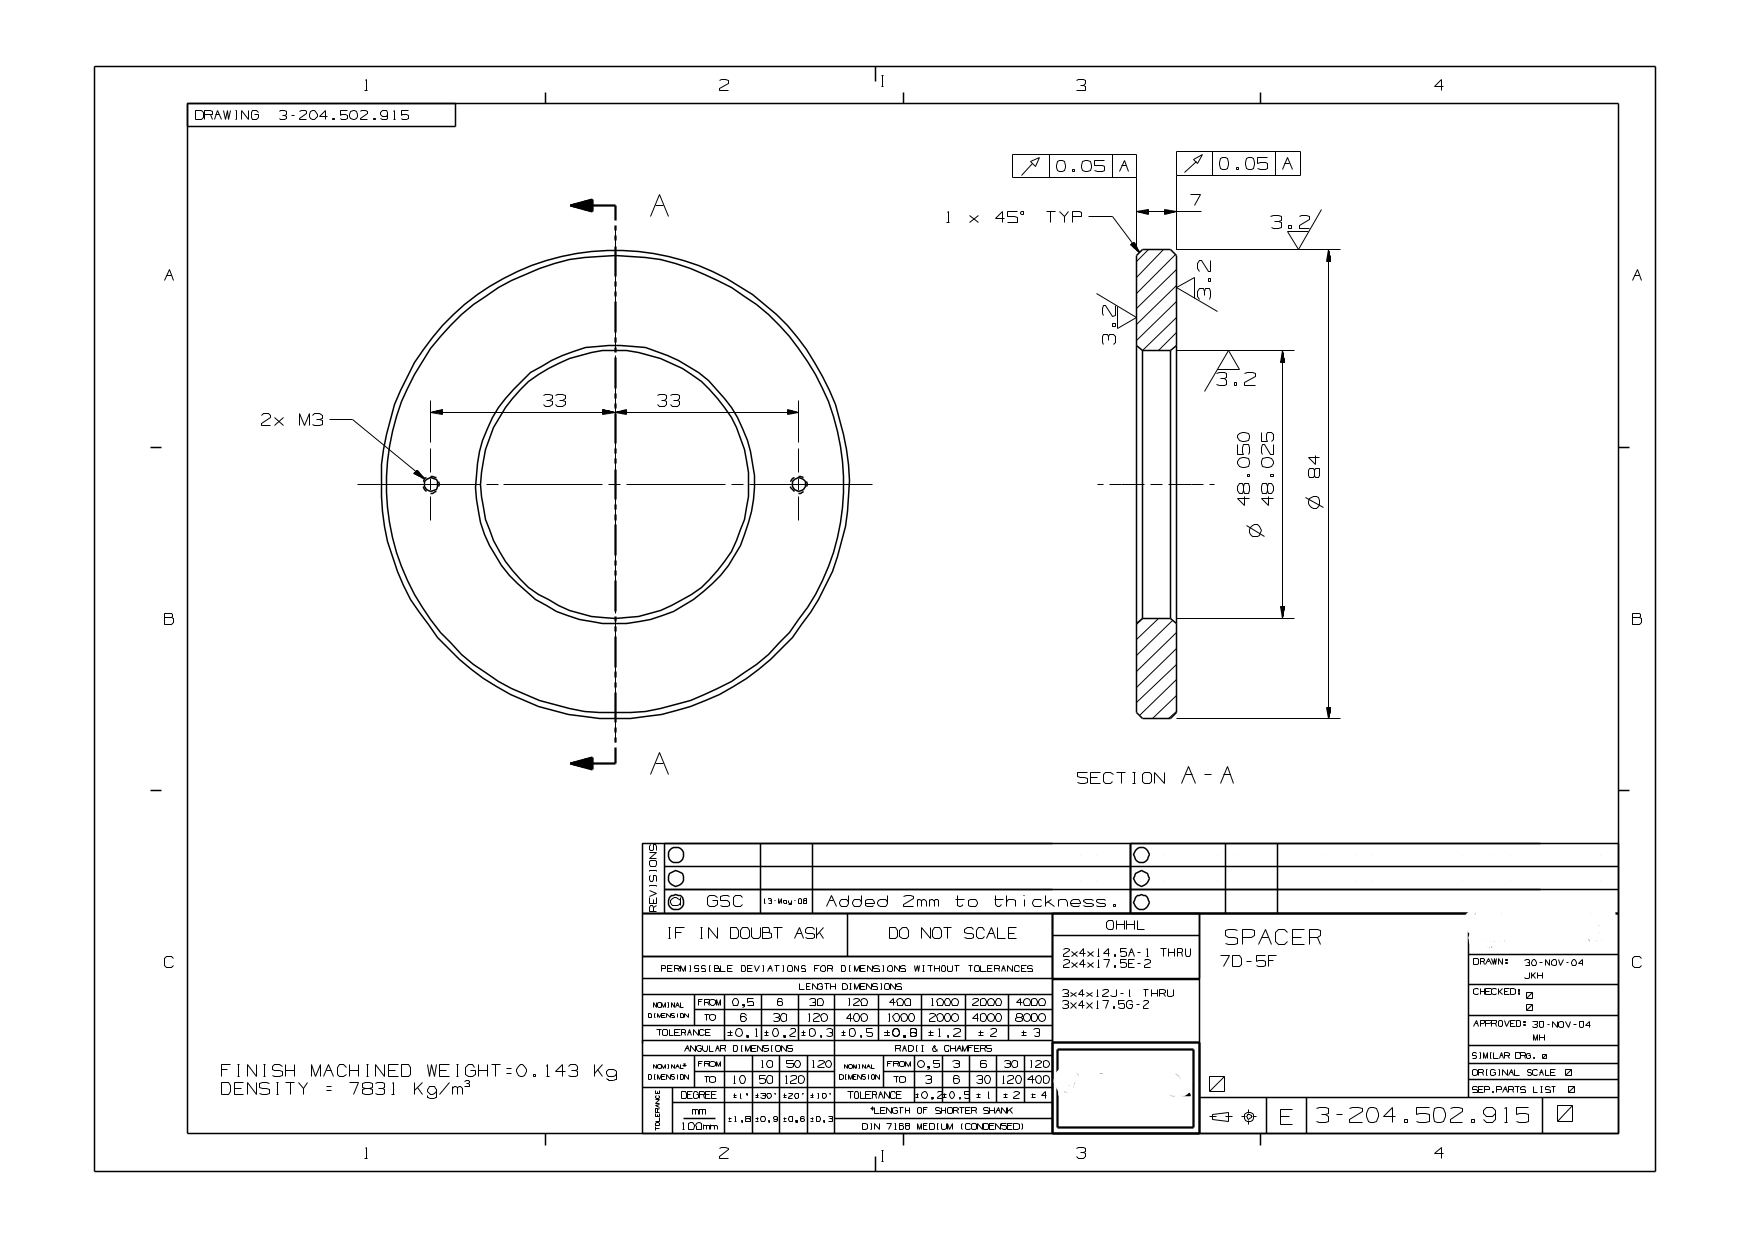 1 2 I 3 4
DRAWING 3-204.502.915
A
A
2x M3
33 33
A
0.05 A
0.05 A
7
1 x 45° TYP
3.2
3.2
3.2
3.2
Ø 48.050
48.025
Ø 84
SECTION A-A
A A
B B
C C
FINISH MACHINED WEIGHT=0.143 Kg
DENSITY = 7831 Kg/m³
REVISIONS
a GSC 13-May-08 Added 2mm to thickness.
IF IN DOUBT ASK DO NOT SCALE
PERMISSIBLE DEVIATIONS FOR DIMENSIONS WITHOUT TOLERANCES
LENGTH DIMENSIONS
NOMINAL DIMENSION FROM 0,5 6 30 120 400 1000 2000 4000
TO 6 30 120 400 1000 2000 4000 8000
TOLERANCE ±0.1 ±0.2 ±0.3 ±0.5 ±0.8 ±1.2 ±2 ±3
ANGULAR DIMENSIONS RADII & CHAMFERS
NOMINAL* DIMENSION FROM 10 50 120 NOMINAL DIMENSION FROM 0,5 3 6 30 120
TO 10 50 120 TO 3 6 30 120 400
TOLERANCE DEGREE ±1° ±30' ±20' ±10' TOLERANCE ±0.2 ±0.5 ±1 ±2 ±4
mm
100mm ±1,8 ±0,9 ±0,6 ±0,3
*LENGTH OF SHORTER SHANK
DIN 7168 MEDIUM (CONDENSED)
OHHL
2x4x14.5A-1 THRU
2x4x17.5E-2
3x4x12J-1 THRU
3x4x17.5G-2
SPACER
7D-5F
DRAWN: 30-NOV-04
JKH
CHECKED:
APPROVED: 30-NOV-04
MH
SIMILAR DRG.
ORIGINAL SCALE
SEP.PARTS LIST
E 3-204.502.915
1 2 I 3 4